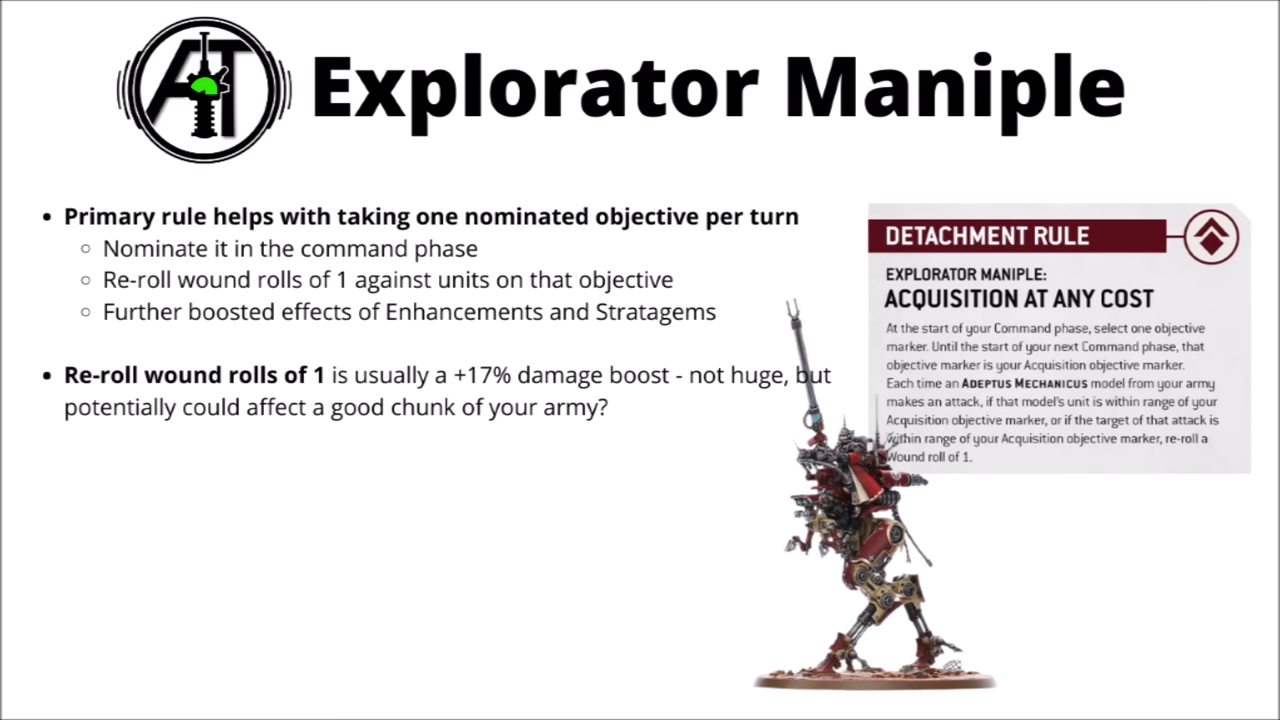 AT
Explorator Maniple
• Primary rule helps with taking one nominated objective per turn
○ Nominate it in the command phase
○ Re-roll wound rolls of 1 against units on that objective
○ Further boosted effects of Enhancements and Stratagems
• Re-roll wound rolls of 1 is usually a +17% damage boost - not huge, but
potentially could affect a good chunk of your army?
DETACHMENT RULE
EXPLORATOR MANIPLE:
ACQUISITION AT ANY COST
At the start of your Command phase, select one objective
marker. Until the start of your next Command phase, that
objective marker is your Acquisition objective marker.
Each time an ADEPTUS MECHANICUS model from your army
makes an attack, if that model's unit is within range of your
Acquisition objective marker, or if the target of that attack is
within range of your Acquisition objective marker, re-roll a
Wound roll of 1.